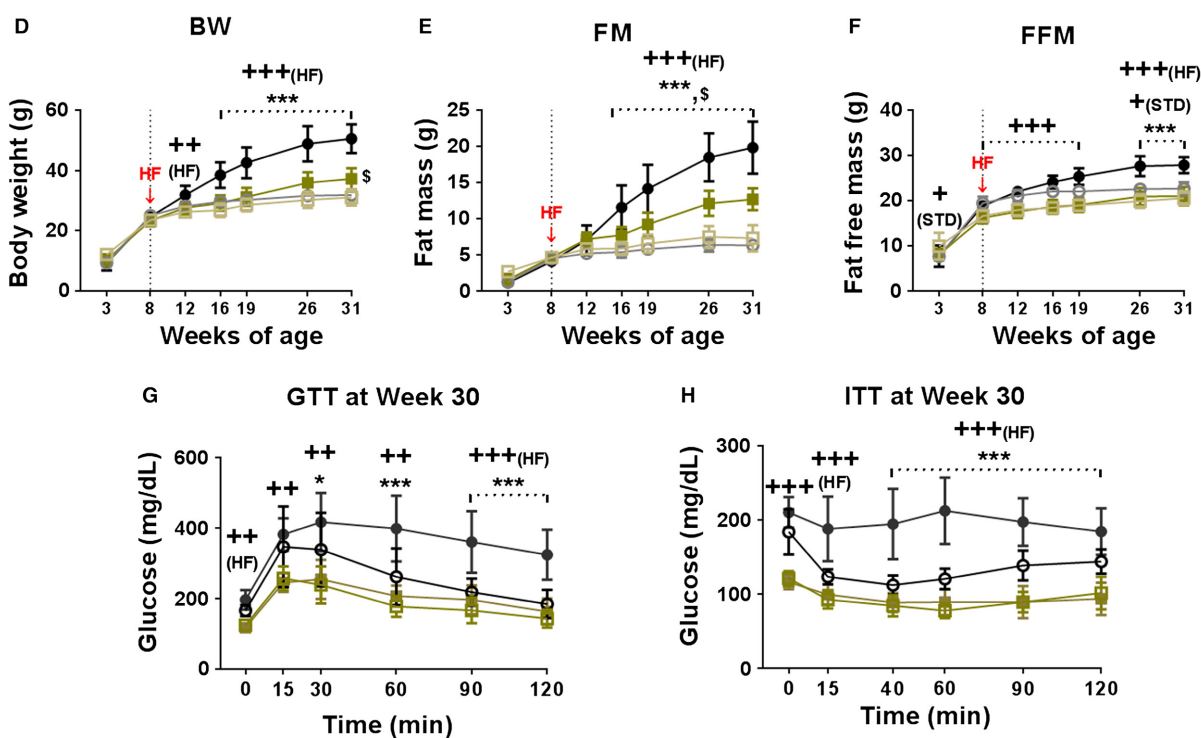 D BW
+++(HF)
***
++
(HF)
HF
$
Body weight (g)
60
40
20
0
3 8 12 16 19 26 31
Weeks of age
E FM
+++(HF)
***,$
HF
Fat mass (g)
25
20
15
10
5
0
3 8 12 16 19 26 31
Weeks of age
F FFM
+++(HF)
+(STD)
+++
***
HF
+
(STD)
Fat free mass (g)
40
30
20
10
0
3 8 12 16 19 26 31
Weeks of age
G GTT at Week 30
++
(HF)
++
++
*
++
***
+++(HF)
***
Glucose (mg/dL)
600
400
200
0
0 15 30 60 90 120
Time (min)
H ITT at Week 30
+++
+++
(HF)
+++(HF)
***
Glucose (mg/dL)
300
200
100
0
0 15 40 60 90 120
Time (min)